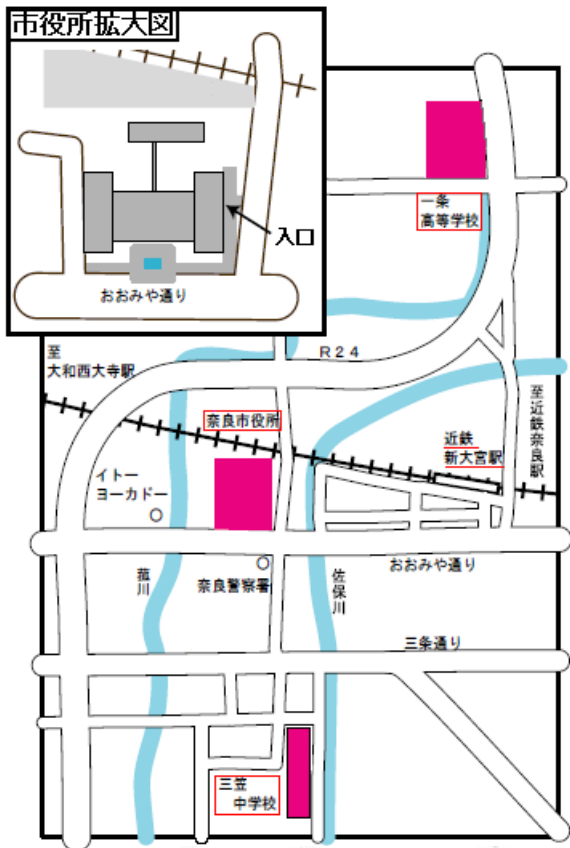 市役所拡大図
入口
おおみや通り
一条
高等学校
至
大和西大寺駅
R24
奈良市役所
近鉄
新大宮駅
至近鉄奈良駅
イトー
ヨーカドー
おおみや通り
奈良警察署
菰川
佐保川
三条通り
三笠
中学校